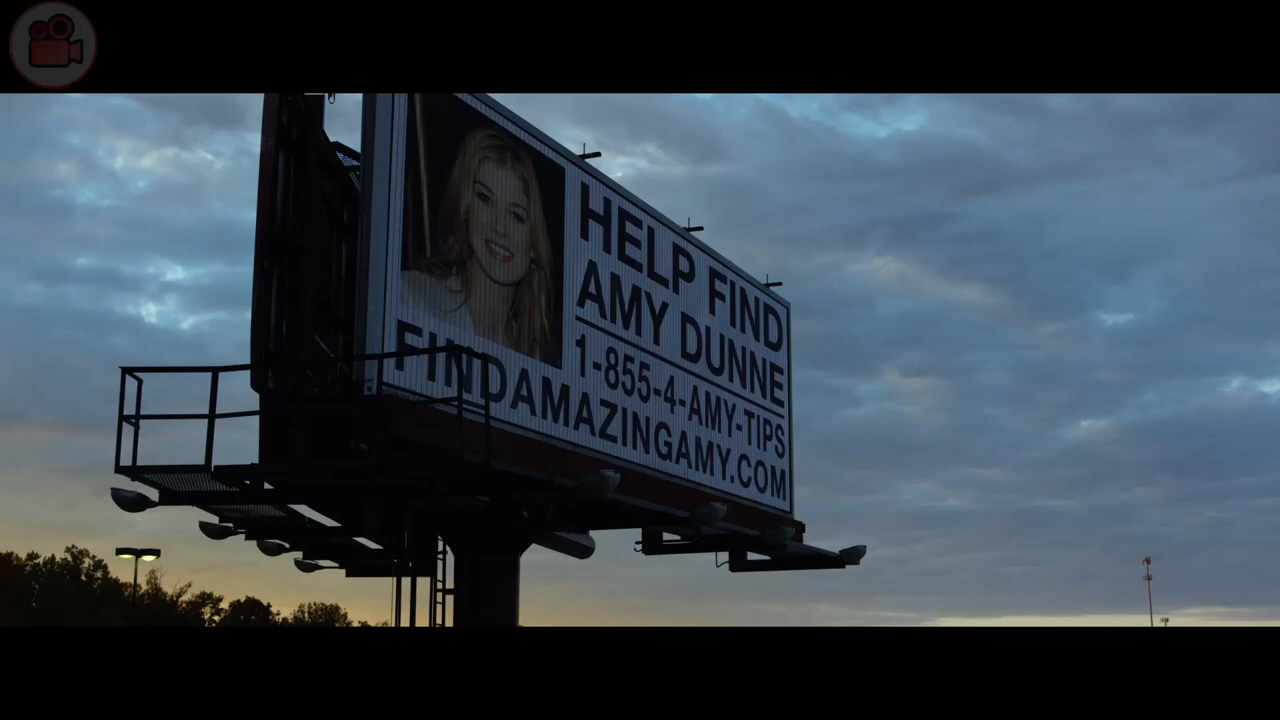 HELP FIND
AMY DUNNE
1-855-4-AMY-TIPS
FINDAMAZINGAMY.COM